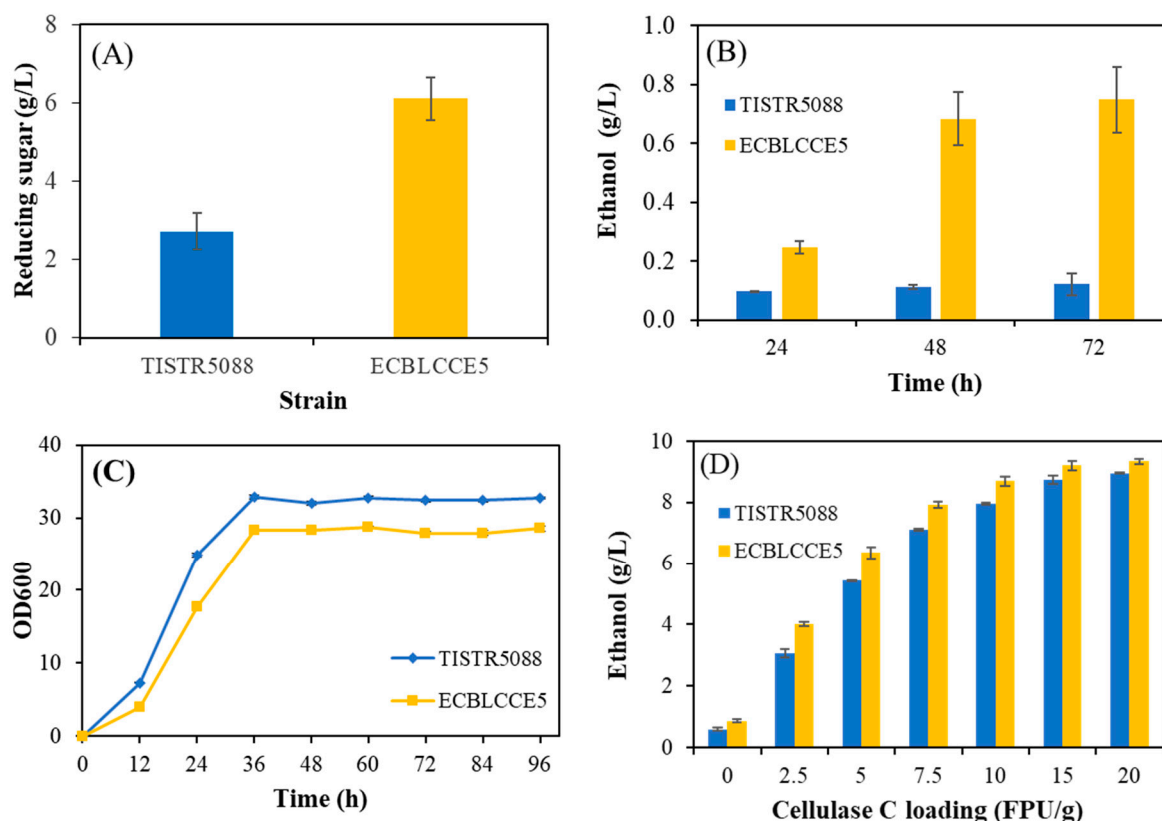 (A)
Reducing sugar (g/L)
8
6
4
2
0
TISTR5088 ECBLCCE5
Strain
(B)
Ethanol (g/L)
1.0
0.8
0.6
0.4
0.2
0.0
TISTR5088
ECBLCCE5
24 48 72
Time (h)
(C)
OD600
40
30
20
10
0
TISTR5088
ECBLCCE5
0 12 24 36 48 60 72 84 96
Time (h)
(D)
Ethanol (g/L)
10
8
6
4
2
0
TISTR5088
ECBLCCE5
0 2.5 5 7.5 10 15 20
Cellulase C loading (FPU/g)